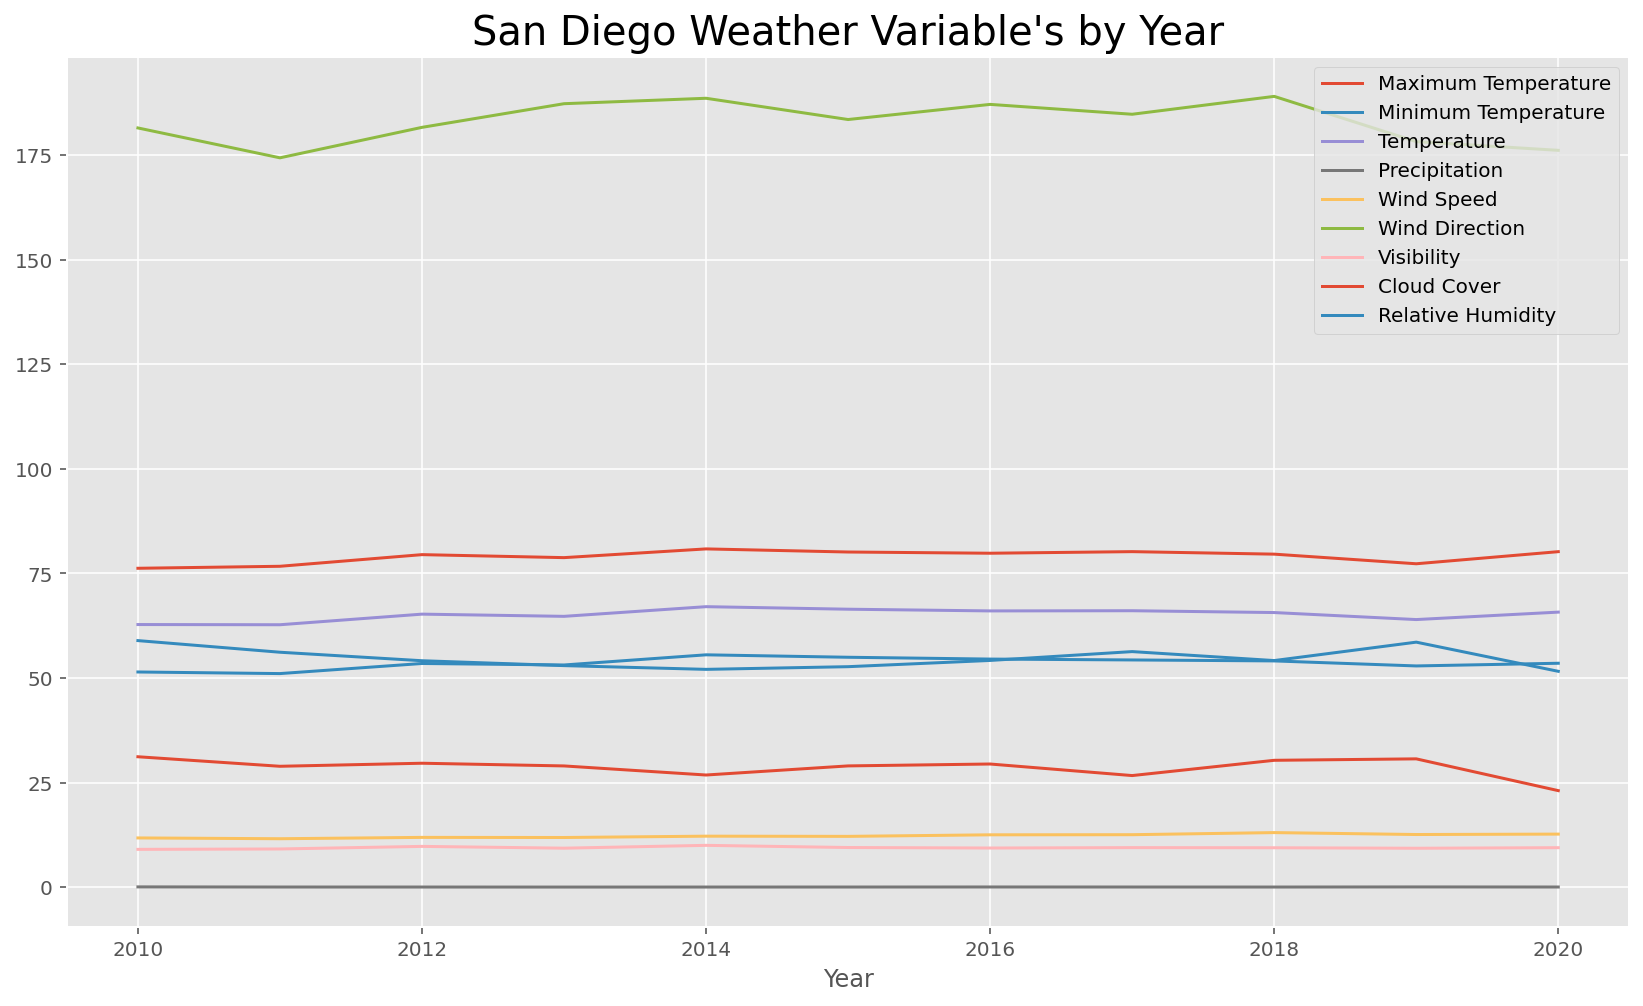 San Diego Weather Variable's by Year
Maximum Temperature
Minimum Temperature
Temperature
Precipitation
Wind Speed
Wind Direction
Visibility
Cloud Cover
Relative Humidity
175
150
125
100
75
50
25
0
2010 2012 2014 2016 2018 2020
Year